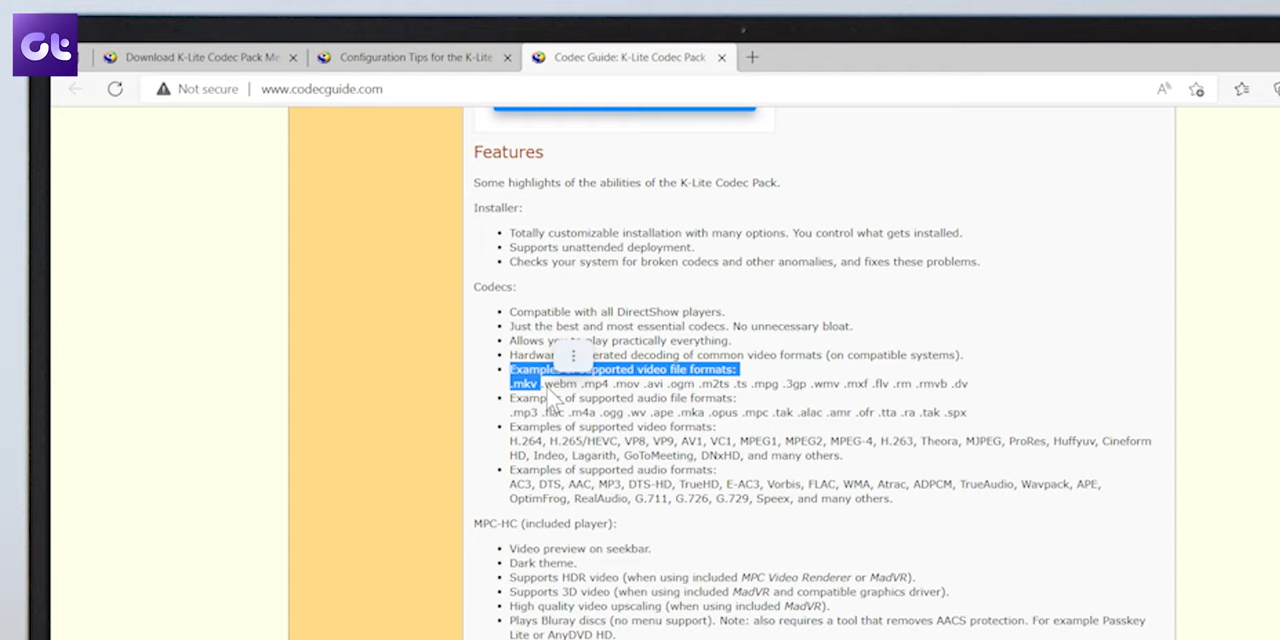 Gt
Download K-Lite Codec Pack Me
Configuration Tips for the K-Lite
Codec Guide: K-Lite Codec Pack
Not secure
www.codecguide.com
Features
Some highlights of the abilities of the K-Lite Codec Pack.
Installer:
• Totally customizable installation with many options. You control what gets installed.
• Supports unattended deployment.
• Checks your system for broken codecs and other anomalies, and fixes these problems.
Codecs:
• Compatible with all DirectShow players.
• Just the best and most essential codecs. No unnecessary bloat.
• Allows you to play practically everything.
• Hardwar erated decoding of common video formats (on compatible systems).
• Examples of supported video file formats:
.mkv .webm .mp4 .mov .avi .ogm .m2ts .ts .mpg .3gp .wmv .mxf .flv .rm .rmvb .dv
• Examples of supported audio file formats:
.mp3 .flac .m4a .ogg .wv .ape .mka .opus .mpc .tak .alac .amr .ofr .tta .ra .tak .spx
• Examples of supported video formats:
H.264, H.265/HEVC, VP8, VP9, AV1, VC1, MPEG1, MPEG2, MPEG-4, H.263, Theora, MJPEG, ProRes, Huffyuv, Cineform
HD, Indeo, Lagarith, GoToMeeting, DNxHD, and many others.
• Examples of supported audio formats:
AC3, DTS, AAC, MP3, DTS-HD, TrueHD, E-AC3, Vorbis, FLAC, WMA, Atrac, ADPCM, TrueAudio, Wavpack, APE,
OptimFrog, RealAudio, G.711, G.726, G.729, Speex, and many others.
MPC-HC (included player):
• Video preview on seekbar.
• Dark theme.
• Supports HDR video (when using included MPC Video Renderer or MadVR).
• Supports 3D video (when using included MadVR and compatible graphics driver).
• High quality video upscaling (when using included MadVR).
• Plays Bluray discs (no menu support). Note: also requires a tool that removes AACS protection. For example Passkey
Lite or AnyDVD HD.